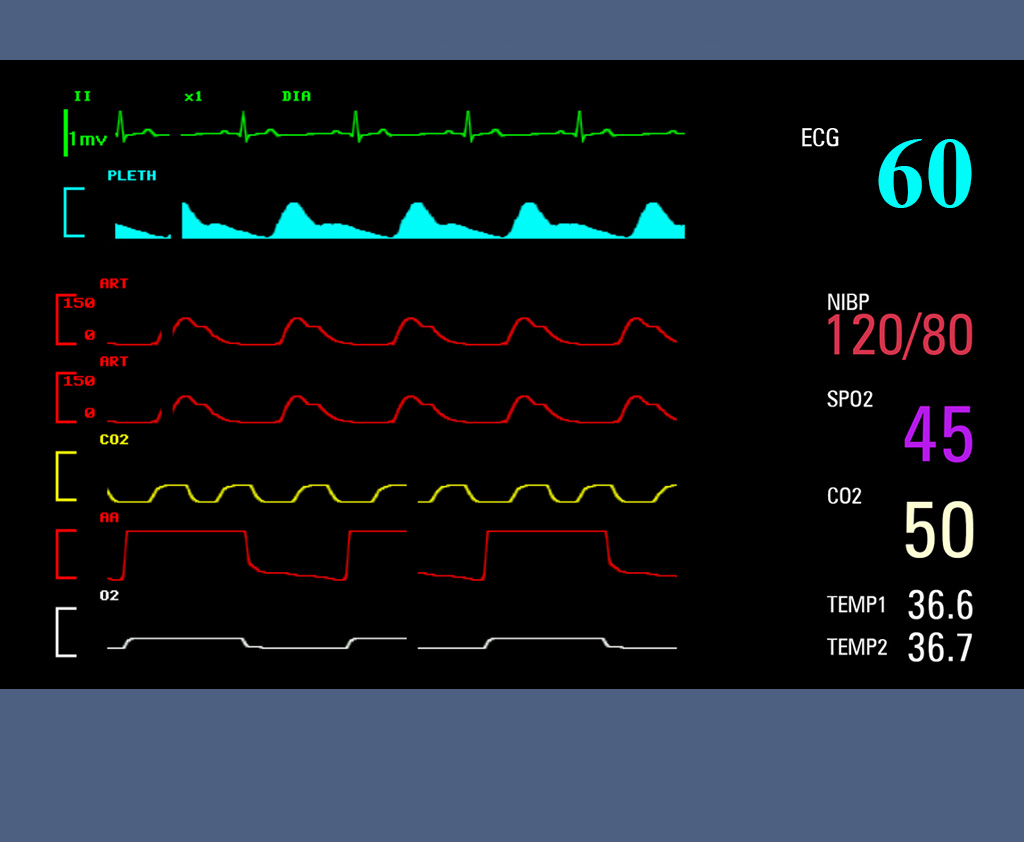 II x1 DIA
1mv
ECG 60
PLETH
ART
150
0
NIBP
120/80
ART
150
0
SPO2 45
CO2
CO2 50
AA
O2
TEMP1 36.6
TEMP2 36.7